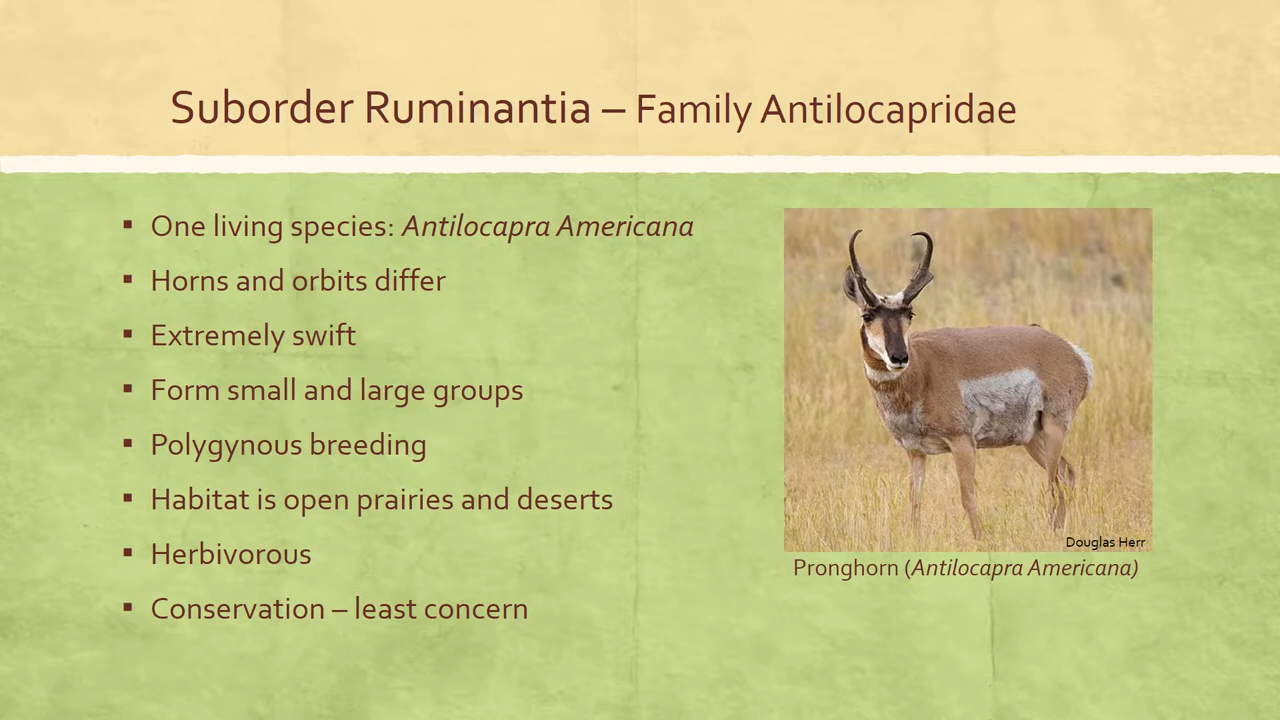 Suborder Ruminantia – Family Antilocapridae
▪ One living species: Antilocapra Americana
▪ Horns and orbits differ
▪ Extremely swift
▪ Form small and large groups
▪ Polygynous breeding
▪ Habitat is open prairies and deserts
▪ Herbivorous
▪ Conservation – least concern
Douglas Herr
Pronghorn (Antilocapra Americana)